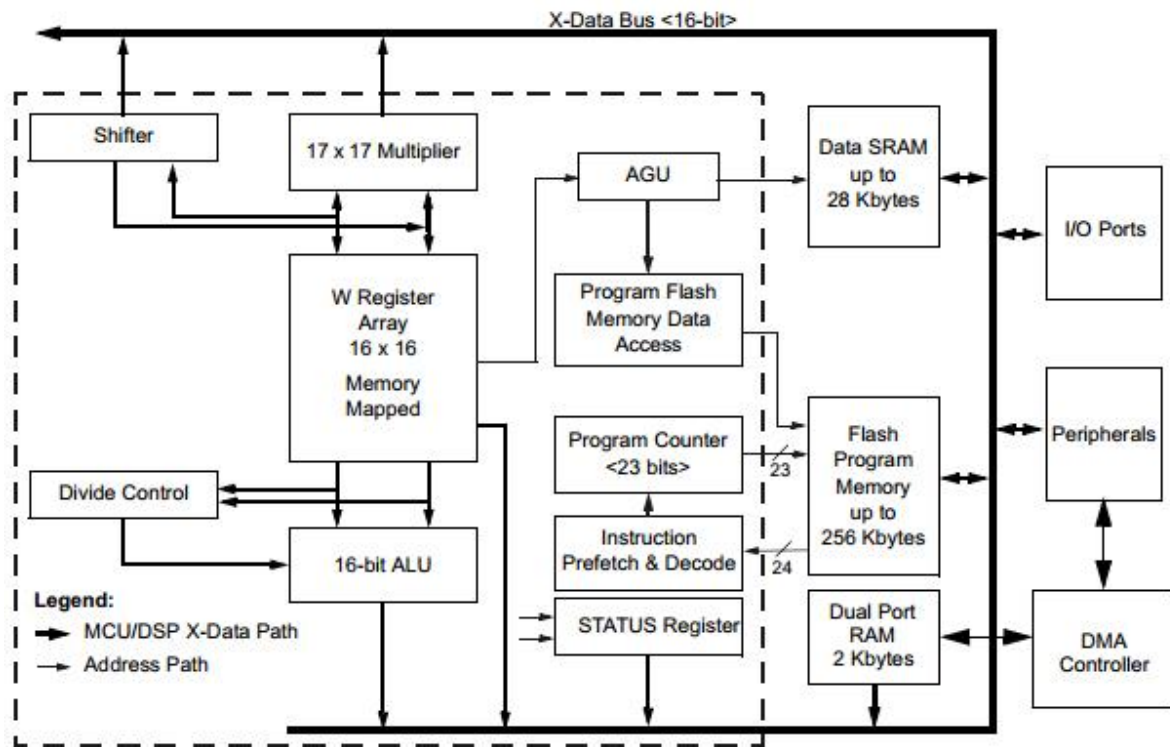 X-Data Bus <16-bit>
Shifter
17 x 17 Multiplier
AGU
Data SRAM
up to
28 Kbytes
I/O Ports
W Register
Array
16 x 16
Memory
Mapped
Program Flash
Memory Data
Access
Program Counter
<23 bits>
23
Flash
Program
Memory
up to
256 Kbytes
Peripherals
Divide Control
16-bit ALU
Instruction
Prefetch & Decode
24
Legend:
MCU/DSP X-Data Path
Address Path
STATUS Register
Dual Port
RAM
2 Kbytes
DMA
Controller